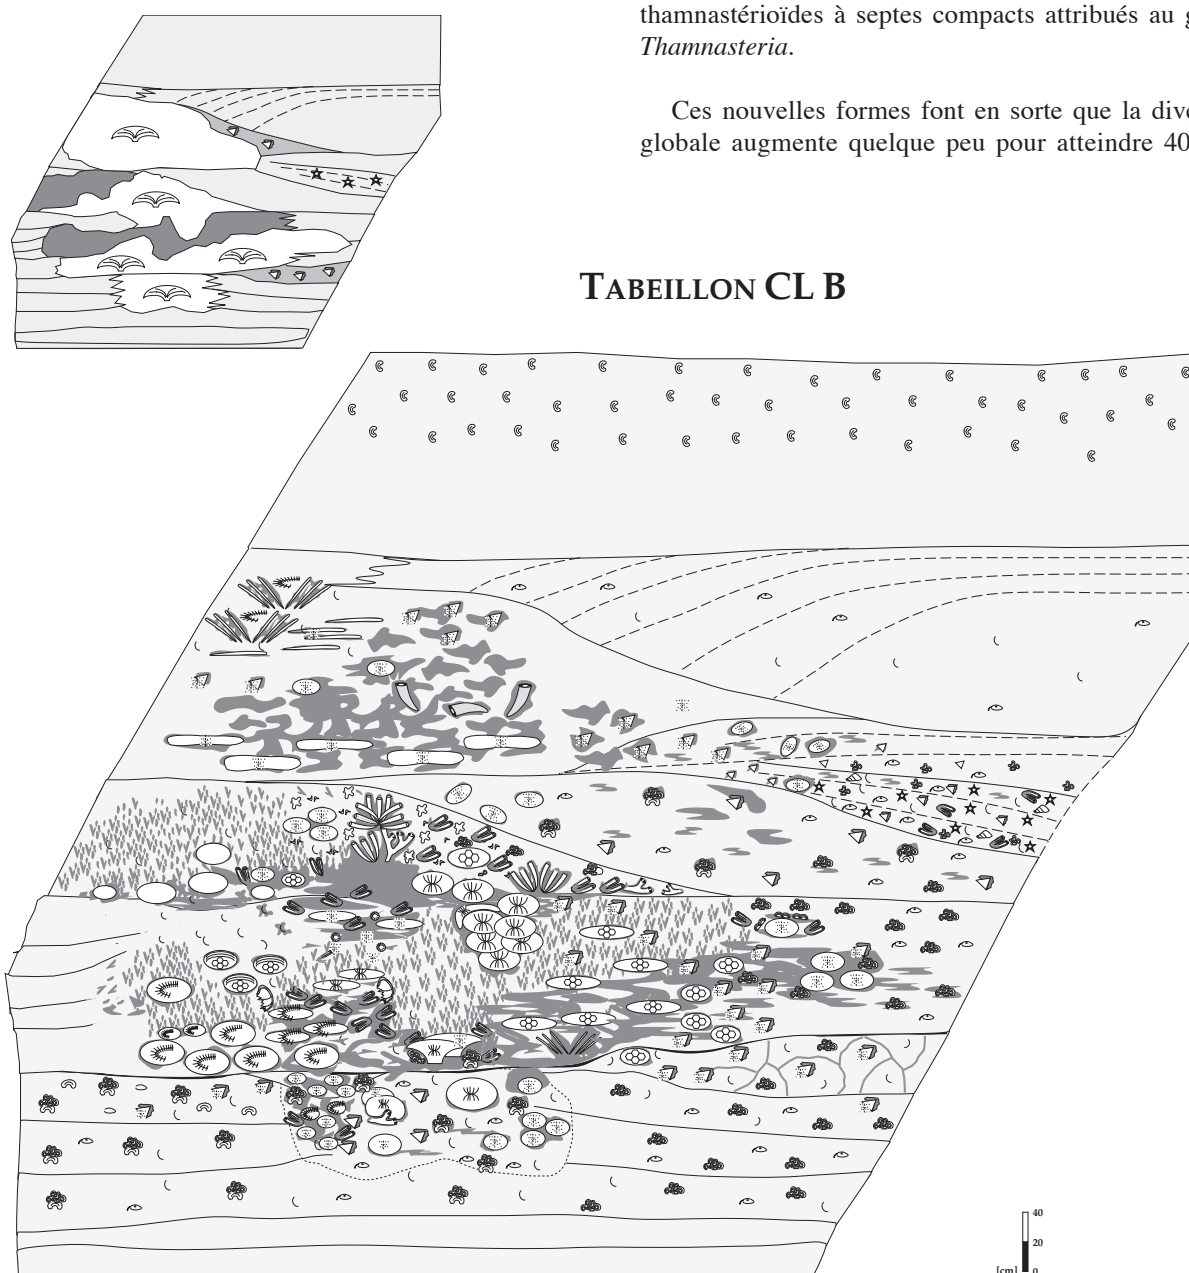 thamnastérioïdes à septes compacts attribués au
Thamnasteria.
Ces nouvelles formes font en sorte que la
globale augmente quelque peu pour atteindre 40
TABEILLON CL B
40
20
[cm] 0